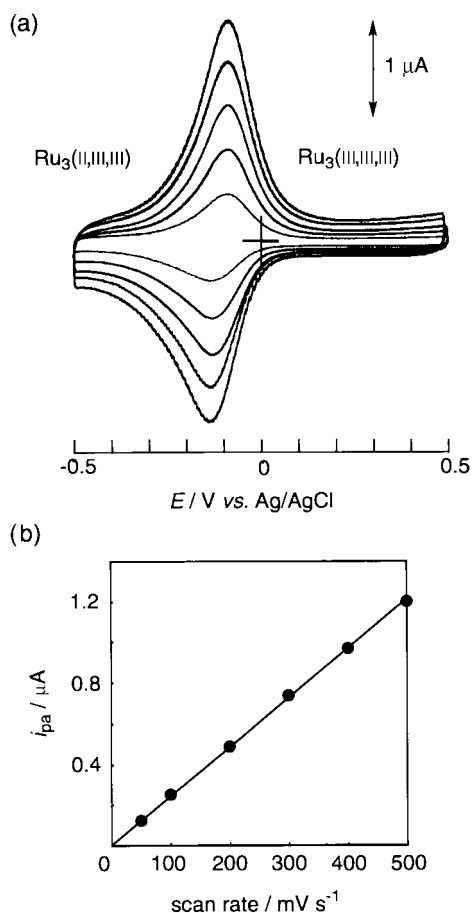 (a)
1 μA
Ru₃(II,III,III)
Ru₃(III,III,III)
-0.5
0
0.5
E / V vs. Ag/AgCl
(b)
1.2
0.8
0.4
i_pa / μA
0
100
200
300
400
500
scan rate / mV s⁻¹